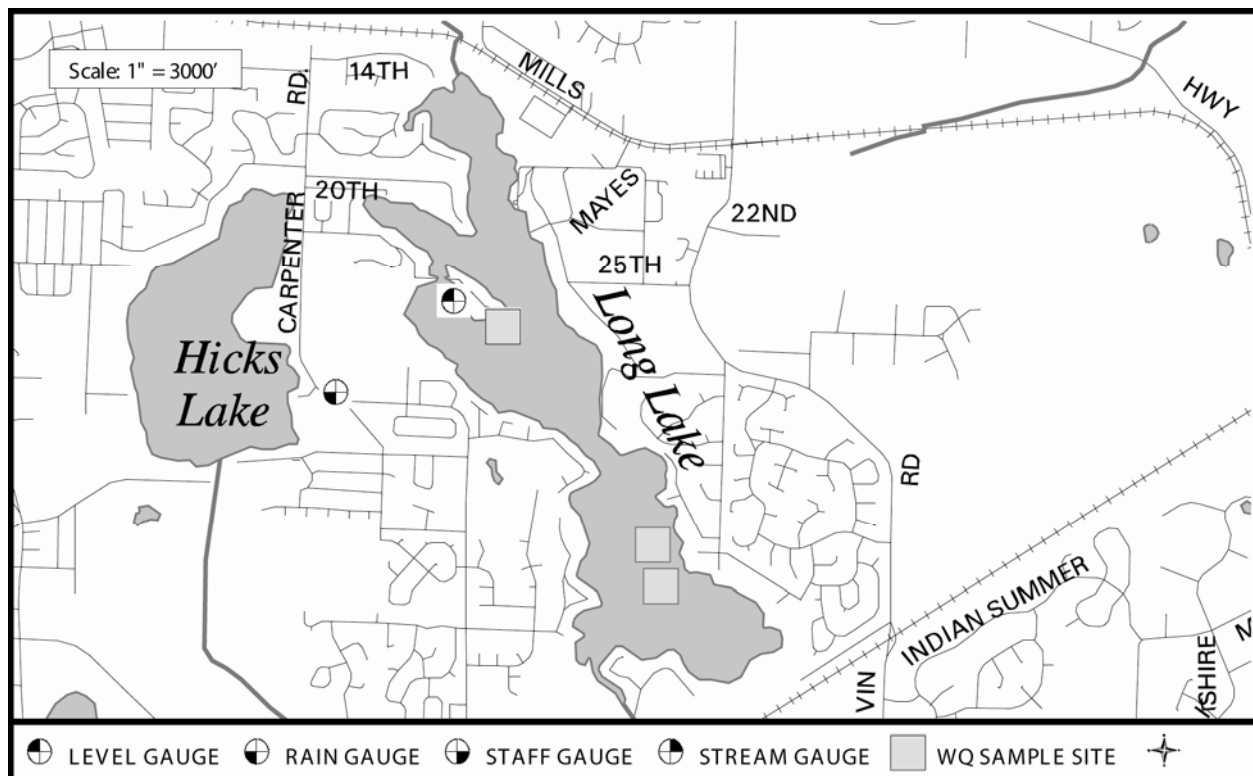 Scale: 1" = 3000'
14TH
RD.
MILLS
HWY
20TH
CARPENTER
MAYES
22ND
25TH
Hicks
Lake
Long Lake
RD
INDIAN SUMMER
VIN
ISHIRE
M
LEVEL GAUGE
RAIN GAUGE
STAFF GAUGE
STREAM GAUGE
WQ SAMPLE SITE